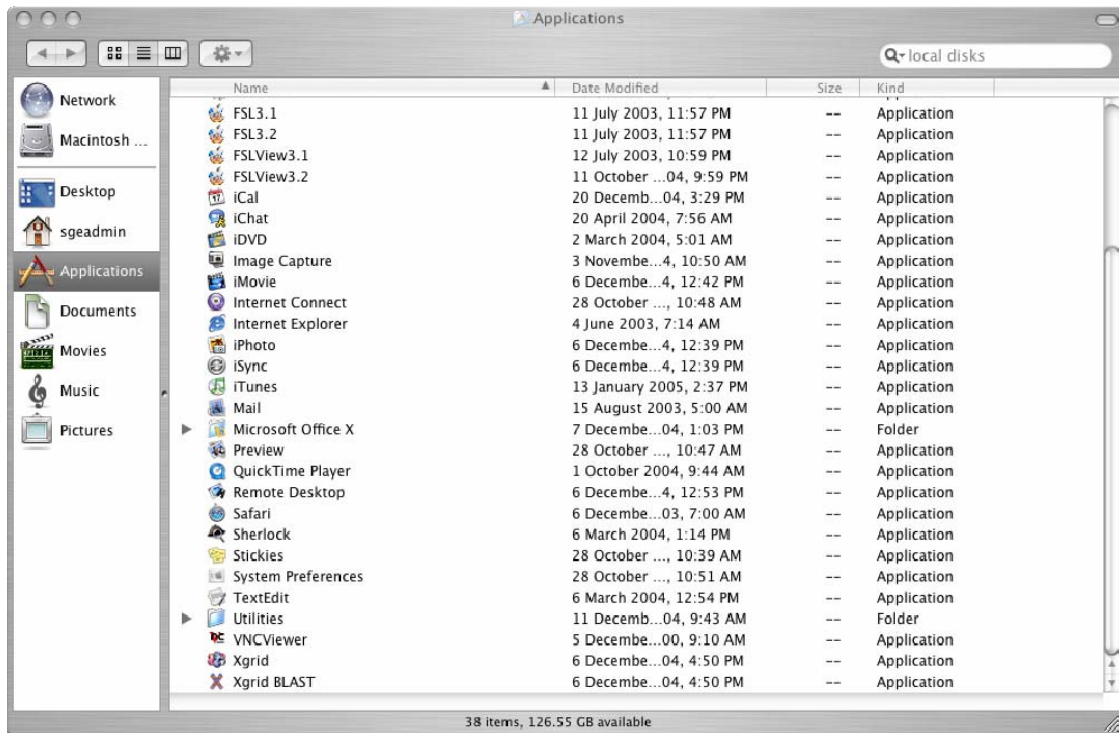 Applications
local disks
Network
Macintosh ...
Desktop
sgeadmin
Applications
Documents
Movies
Music
Pictures
Name Date Modified Size Kind
FSL3.1 11 July 2003, 11:57 PM -- Application
FSL3.2 11 July 2003, 11:57 PM -- Application
FSLView3.1 12 July 2003, 10:59 PM -- Application
FSLView3.2 11 October ...04, 9:59 PM -- Application
iCal 20 Decemb...04, 3:29 PM -- Application
iChat 20 April 2004, 7:56 AM -- Application
iDVD 2 March 2004, 5:01 AM -- Application
Image Capture 3 Novembe...4, 10:50 AM -- Application
iMovie 6 Decembe...4, 12:42 PM -- Application
Internet Connect 28 October ..., 10:48 AM -- Application
Internet Explorer 4 June 2003, 7:14 AM -- Application
iPhoto 6 Decembe...4, 12:39 PM -- Application
iSync 6 Decembe...4, 12:39 PM -- Application
iTunes 13 January 2005, 2:37 PM -- Application
Mail 15 August 2003, 5:00 AM -- Application
Microsoft Office X 7 Decembe...04, 1:03 PM -- Folder
Preview 28 October ..., 10:47 AM -- Application
QuickTime Player 1 October 2004, 9:44 AM -- Application
Remote Desktop 6 Decembe...4, 12:53 PM -- Application
Safari 6 Decembe...03, 7:00 AM -- Application
Sherlock 6 March 2004, 1:14 PM -- Application
Stickies 28 October ..., 10:39 AM -- Application
System Preferences 28 October ..., 10:51 AM -- Application
TextEdit 6 March 2004, 12:54 PM -- Application
Utilities 11 Decemb...04, 9:43 AM -- Folder
VNCViewer 5 Decembe...00, 9:10 AM -- Application
Xgrid 6 Decembe...04, 4:50 PM -- Application
Xgrid BLAST 6 Decembe...04, 4:50 PM -- Application
38 items, 126.55 GB available